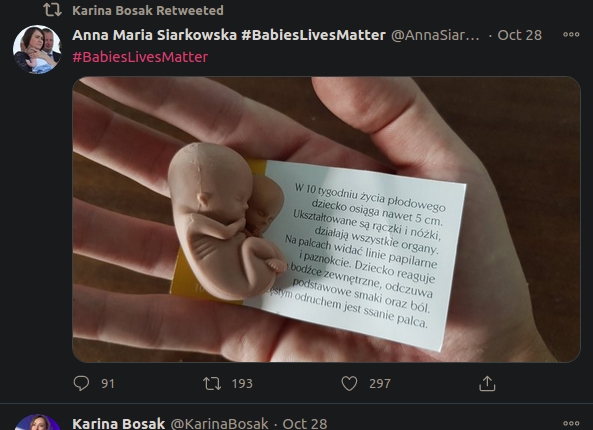 Karina Bosak Retweeted
Anna Maria Siarkowska #BabiesLivesMatter @AnnaSiar... · Oct 28
#BabiesLivesMatter
W 10 tygodniu życia płodowego
dziecko osiąga nawet 5 cm.
Ukształtowane są rączki i nóżki,
działają wszystkie organy.
Na palcach widać linie papilarne
i paznokcie. Dziecko reaguje
bodźce zewnętrzne, odczuwa
podstawowe smaki oraz ból.
odruchem jest ssanie palca.
91 193 297
Karina Bosak @KarinaBosak · Oct 28